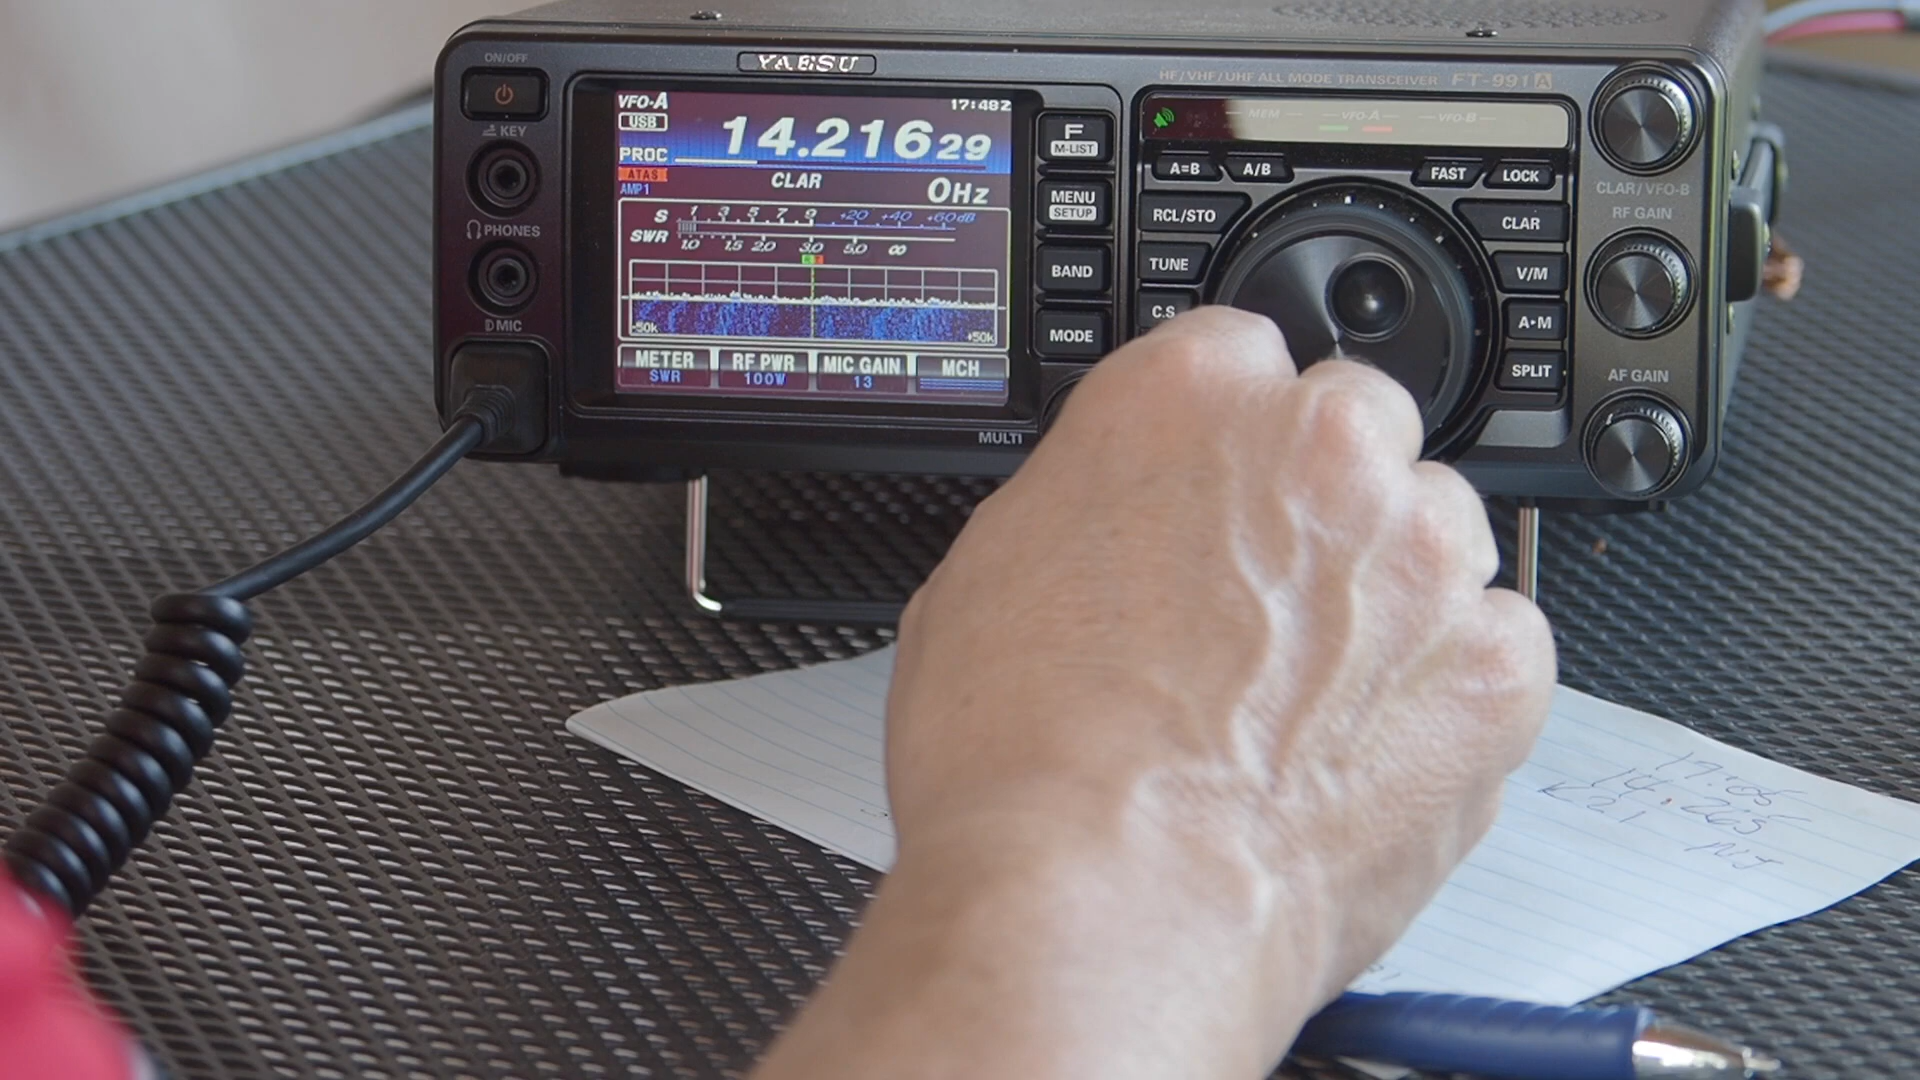 ON/OFF
YAESU
HF/VHF/UHF ALL MODE TRANSCEIVER FT-991A
KEY
PHONES
MIC
VFO-A
17:48Z
USB
14.216 29
PROC
ATAS
AMP1
CLAR
0Hz
S 1 3 5 7 9 +20 +40 +60dB
SWR 1.0 1.5 2.0 3.0 5.0 ∞
-50k
+50k
METER RF PWR MIC GAIN MCH
SWR 100W 13
MULTI
F
M-LIST
MENU
SETUP
BAND
MODE
MEM VFO-A VFO-B
A=B A/B
FAST LOCK
RCL/STO
TUNE
C.S
CLAR
V/M
A▸M
SPLIT
CLAR/VFO-B
RF GAIN
AF GAIN
14.265